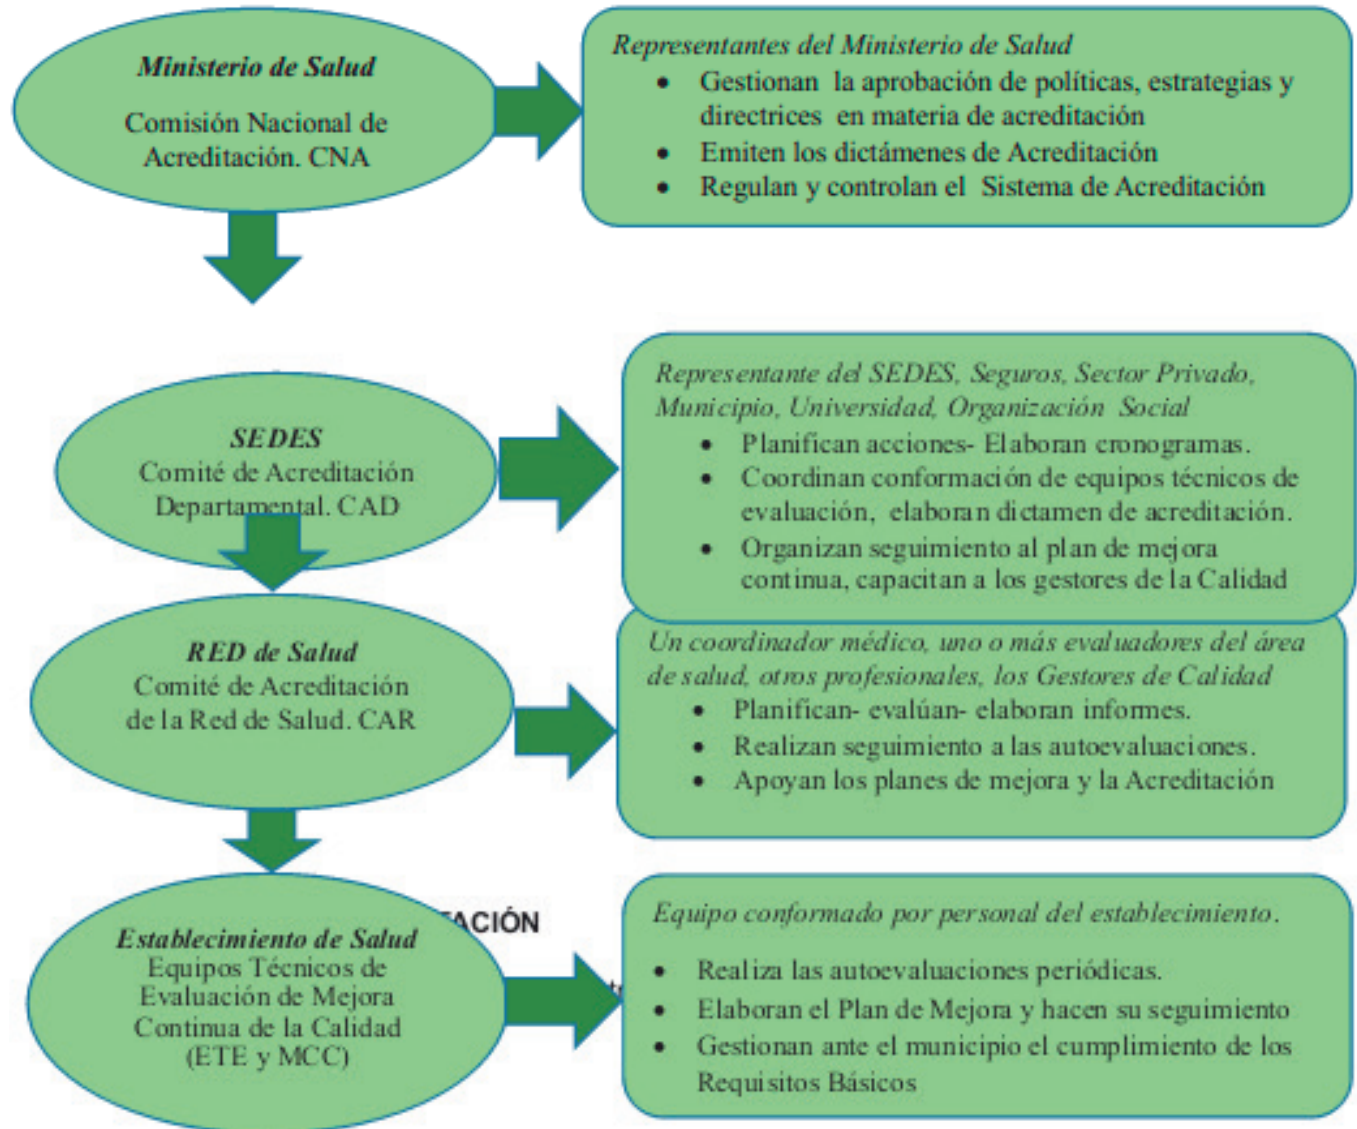 Ministerio de Salud
Comisión Nacional de
Acreditación. CNA
Representantes del Ministerio de Salud
• Gestionan la aprobación de políticas, estrategias y
directrices en materia de acreditación
• Emiten los dictámenes de Acreditación
• Regulan y controlan el Sistema de Acreditación
SEDES
Comité de Acreditación
Departamental. CAD
Representante del SEDES, Seguros, Sector Privado,
Municipio, Universidad, Organización Social
• Planifican acciones- Elaboran cronogramas.
• Coordinan conformación de equipos técnicos de
evaluación, elaboran dictamen de acreditación.
• Organizan seguimiento al plan de mejora
continua, capacitan a los gestores de la Calidad
RED de Salud
Comité de Acreditación
de la Red de Salud. CAR
Un coordinador médico, uno o más evaluadores del área
de salud, otros profesionales, los Gestores de Calidad
• Planifican- evalúan- elaboran informes.
• Realizan seguimiento a las autoevaluaciones.
• Apoyan los planes de mejora y la Acreditación
TACIÓN
Establecimiento de Salud
Equipos Técnicos de
Evaluación de Mejora
Continua de la Calidad
(ETE y MCC)
Equipo conformado por personal del establecimiento.
• Realiza las autoevaluaciones periódicas.
• Elaboran el Plan de Mejora y hacen su seguimiento
• Gestionan ante el municipio el cumplimiento de los
Requisitos Básicos